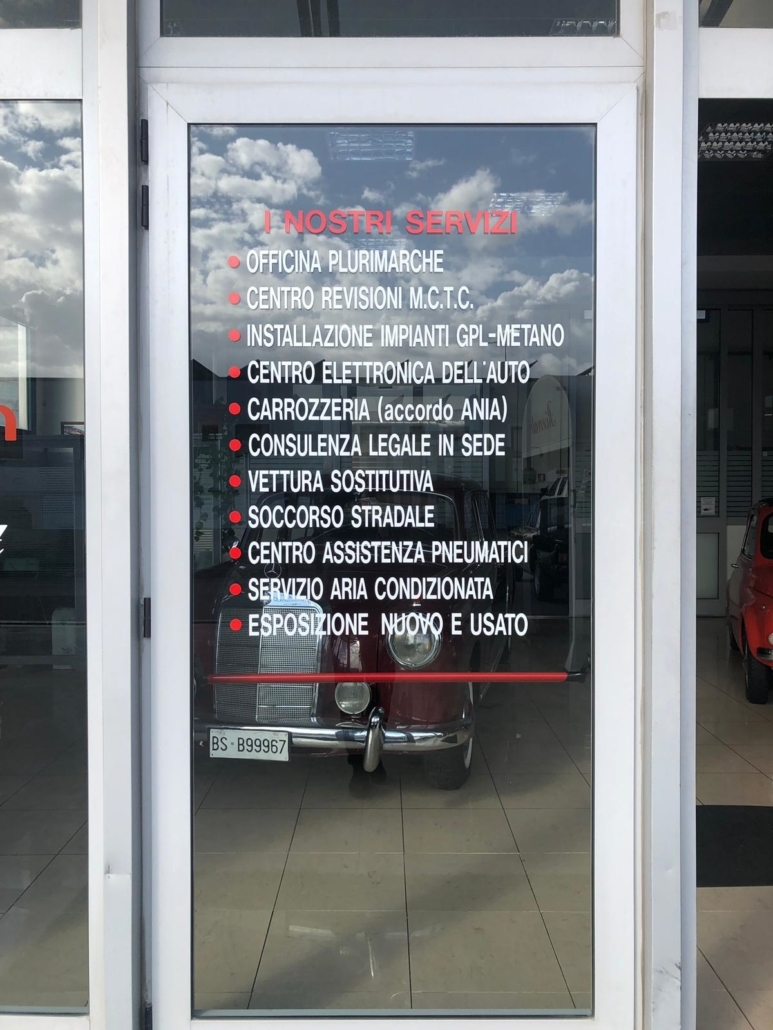 I NOSTRI SERVIZI
• OFFICINA PLURIMARCHE
• CENTRO REVISIONI M.C.T.C.
• INSTALLAZIONE IMPIANTI GPL-METANO
• CENTRO ELETTRONICA DELL'AUTO
• CARROZZERIA (accordo ANIA)
• CONSULENZA LEGALE IN SEDE
• VETTURA SOSTITUTIVA
• SOCCORSO STRADALE
• CENTRO ASSISTENZA PNEUMATICI
• SERVIZIO ARIA CONDIZIONATA
• ESPOSIZIONE NUOVO E USATO
BS-B99967